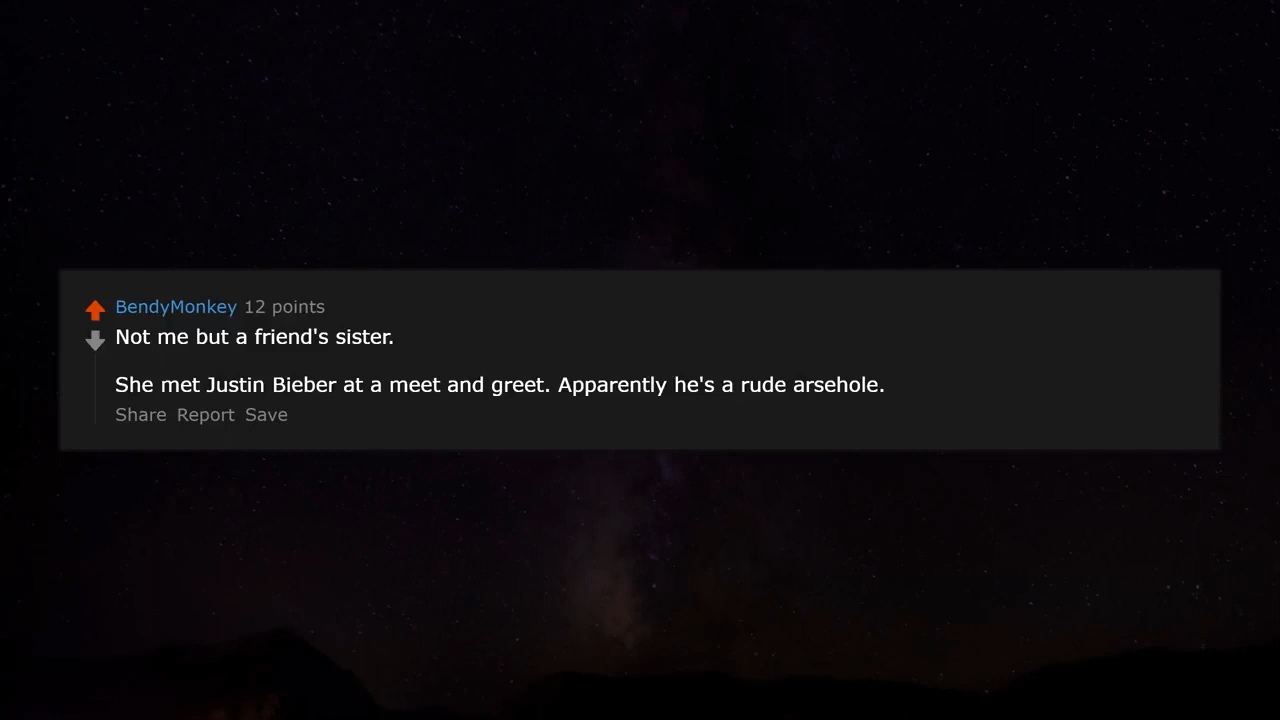 BendyMonkey 12 points
Not me but a friend's sister.
She met Justin Bieber at a meet and greet. Apparently he's a rude arsehole.
Share Report Save